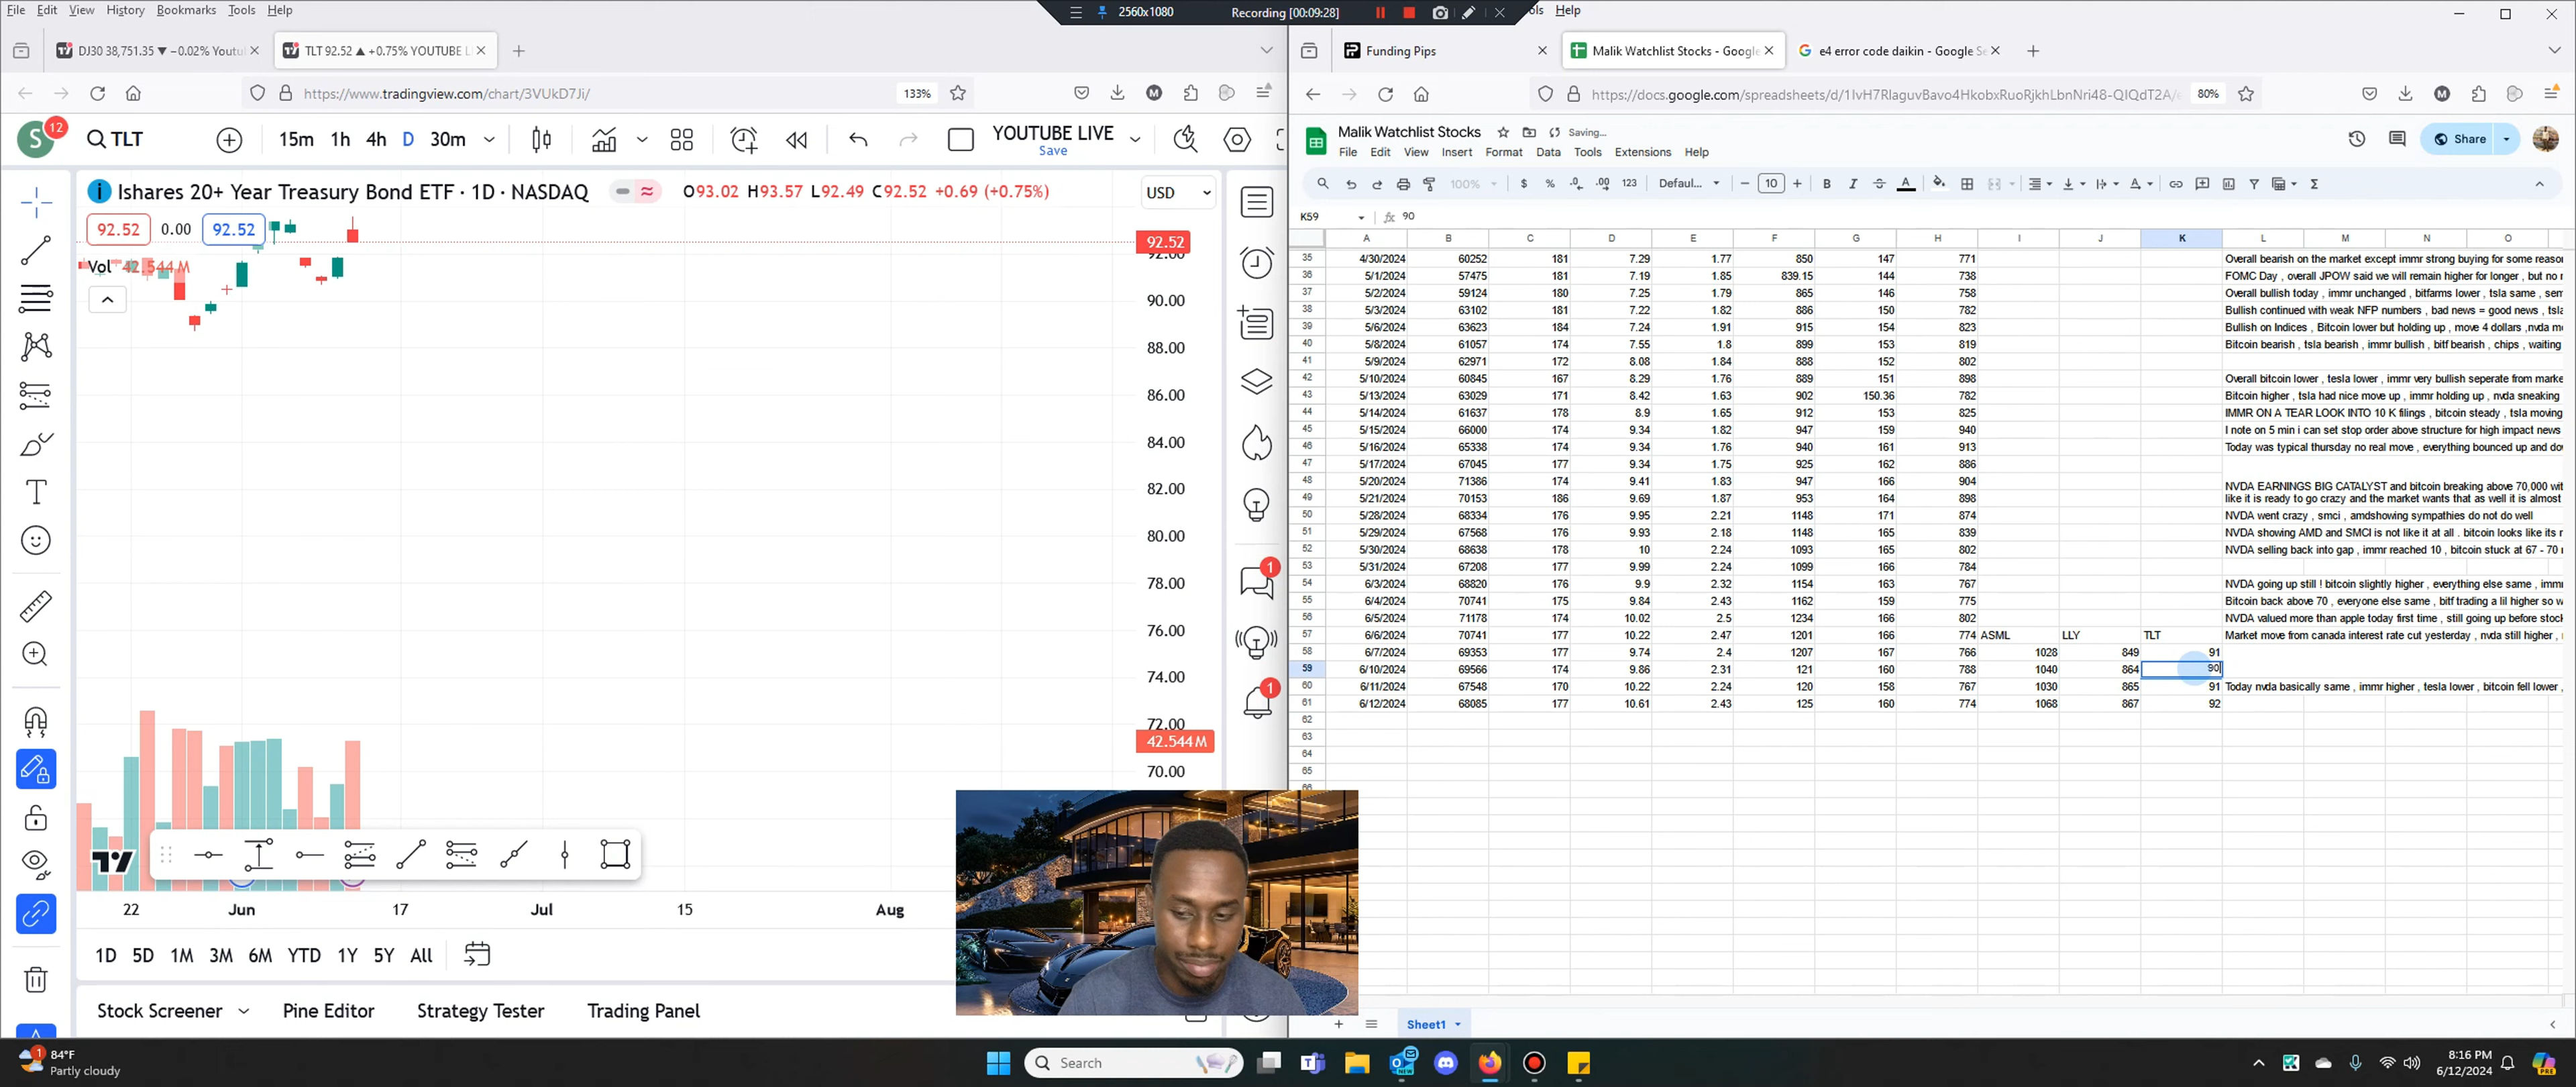 File Edit View History Bookmarks Tools Help
2560x1080 Recording [00:09:28]
ols Help
DJ30 38,751.35 ▼ −0.02% Youtu
TLT 92.52 ▲ +0.75% YOUTUBE L
Funding Pips
Malik Watchlist Stocks - Google
e4 error code daikin - Google Se
https://www.tradingview.com/chart/3VUkD7Ji/
133%
80%
S 12 TLT 15m 1h 4h D 30m YOUTUBE LIVE
Save
Ishares 20+ Year Treasury Bond ETF · 1D · NASDAQ O93.02 H93.57 L92.49 C92.52 +0.69 (+0.75%) USD
92.52 0.00 92.52
Vol 42.544 M
92.52
92.00
90.00
88.00
86.00
84.00
82.00
80.00
78.00
76.00
74.00
72.00
42.544 M
70.00
22 Jun 17 Jul 15 Aug
1D 5D 1M 3M 6M YTD 1Y 5Y All
Stock Screener Pine Editor Strategy Tester Trading Panel
Malik Watchlist Stocks Saving...
File Edit View Insert Format Data Tools Extensions Help
Share
100% $ % .0 .00 123 Defaul... − 10 + B I A
K59 fx 90
A B C D E F G H I J K L M N O
35 4/30/2024 60252 181 7.29 1.77 850 147 771 Overall bearish on the market except immr strong buying for some reaso
36 5/1/2024 57475 181 7.19 1.85 839.15 144 738 FOMC Day , overall JPOW said we will remain higher for longer , but no r
37 5/2/2024 59124 180 7.25 1.79 865 146 758 Overall bullish today , immr unchanged , bitfarms lower , tsla same , sem
38 5/3/2024 63102 181 7.22 1.82 886 150 782 Bullish continued with weak NFP numbers , bad news = good news , tsla
39 5/6/2024 63623 184 7.24 1.91 915 154 823 Bullish on Indices , Bitcoin lower but holding up , move 4 dollars ,nvda m
40 5/8/2024 61057 174 7.55 1.8 899 153 819 Bitcoin bearish , tsla bearish , immr bullish , bitf bearish , chips , waiting
41 5/9/2024 62971 172 8.08 1.84 888 152 802
42 5/10/2024 60845 167 8.29 1.76 889 151 898 Overall bitcoin lower , tesla lower , immr very bullish seperate from marke
43 5/13/2024 63029 171 8.42 1.63 902 150.36 782 Bitcoin higher , tsla had nice move up , immr holding up , nvda sneaking
44 5/14/2024 61637 178 8.9 1.65 912 153 825 IMMR ON A TEAR LOOK INTO 10 K filings , bitcoin steady , tsla moving
45 5/15/2024 66000 174 9.34 1.82 947 159 940 I note on 5 min i can set stop order above structure for high impact news
46 5/16/2024 65338 174 9.34 1.76 940 161 913 Today was typical thursday no real move , everything bounced up and do
47 5/17/2024 67045 177 9.34 1.75 925 162 886
48 5/20/2024 71386 174 9.41 1.83 947 166 904 NVDA EARNINGS BIG CATALYST and bitcoin breaking above 70,000 wit
49 5/21/2024 70153 186 9.69 1.87 953 164 898 like it is ready to go crazy and the market wants that as well it is almost
50 5/28/2024 68334 176 9.95 2.21 1148 171 874 NVDA went crazy , smci , amdshowing sympathies do not do well
51 5/29/2024 67568 176 9.93 2.18 1148 165 839 NVDA showing AMD and SMCI is not like it at all . bitcoin looks like its r
52 5/30/2024 68638 178 10 2.24 1093 165 802 NVDA selling back into gap , immr reached 10 , bitcoin stuck at 67 - 70
53 5/31/2024 67208 177 9.99 2.24 1099 166 784
54 6/3/2024 68820 176 9.9 2.32 1154 163 767 NVDA going up still ! bitcoin slightly higher , everything else same , imm
55 6/4/2024 70741 175 9.84 2.43 1162 159 775 Bitcoin back above 70 , everyone else same , bitf trading a lil higher so w
56 6/5/2024 71178 174 10.02 2.5 1234 166 802 NVDA valued more than apple today first time , still going up before stock
57 6/6/2024 70741 177 10.22 2.47 1201 166 774 ASML LLY TLT Market move from canada interest rate cut yesterday , nvda still higher ,
58 6/7/2024 69353 177 9.74 2.4 1207 167 766 1028 849 91
59 6/10/2024 69566 174 9.86 2.31 121 160 788 1040 864 90
60 6/11/2024 67548 170 10.22 2.24 120 158 767 1030 865 91 Today nvda basically same , immr higher , tesla lower , bitcoin fell lower ,
61 6/12/2024 68085 177 10.61 2.43 125 160 774 1068 867 92
62
63
64
65
66
Sheet1
84°F
Partly cloudy
Search
8:16 PM
6/12/2024